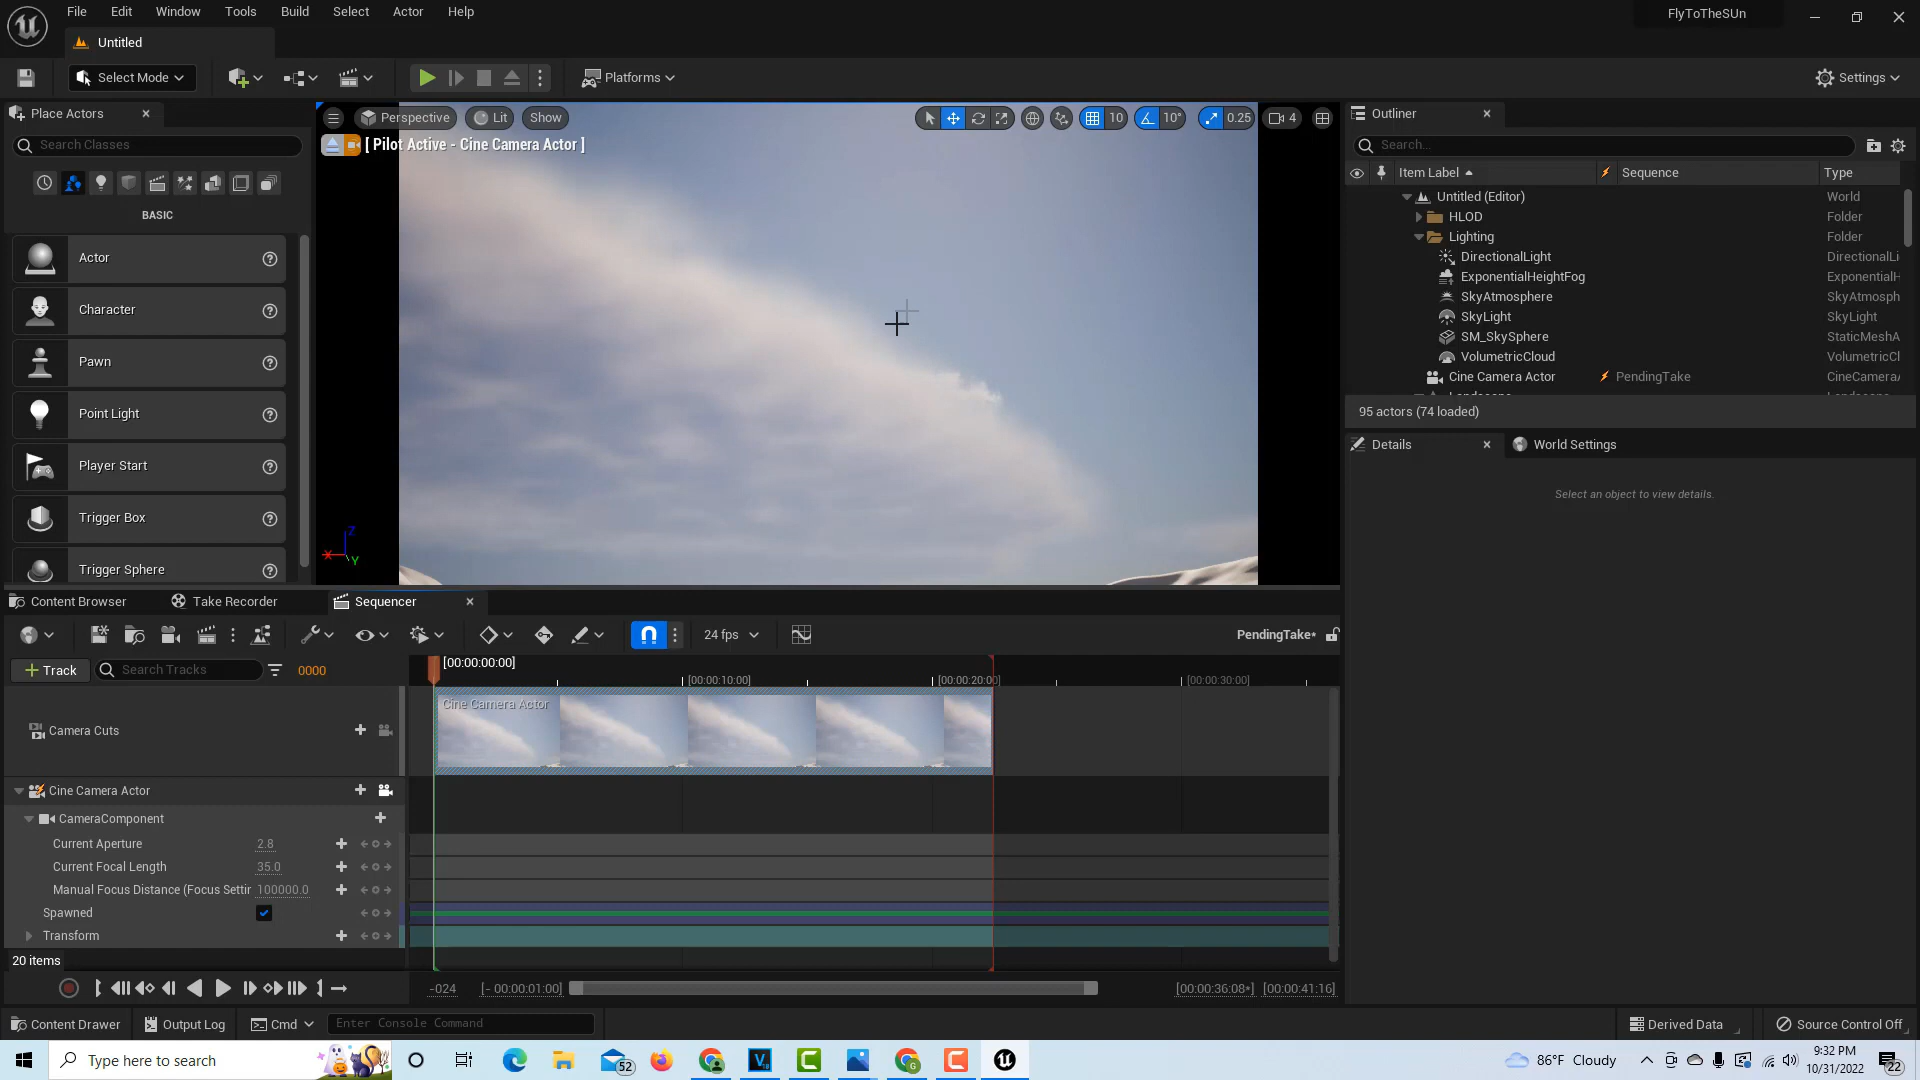 File Edit Window Tools Build Select Actor Help
FlyToTheSUn
Untitled
Select Mode
Platforms
Settings
Place Actors
Search Classes
BASIC
Actor
Character
Pawn
Point Light
Player Start
Trigger Box
Trigger Sphere
Perspective Lit Show
10 10° 0.25 4
[ Pilot Active - Cine Camera Actor ]
X Z Y
Outliner
Search...
Item Label Sequence Type
Untitled (Editor) World
HLOD Folder
Lighting Folder
DirectionalLight DirectionalLi
ExponentialHeightFog ExponentialH
SkyAtmosphere SkyAtmosph
SkyLight SkyLight
SM_SkySphere StaticMeshA
VolumetricCloud VolumetricCl
Cine Camera Actor PendingTake CineCameraA
95 actors (74 loaded)
Details World Settings
Select an object to view details.
Content Browser Take Recorder Sequencer
24 fps PendingTake*
Track Search Tracks 0000
[00:00:00:00]
[00:00:10:00] [00:00:20:00] [00:00:30:00]
Camera Cuts
Cine Camera Actor
Cine Camera Actor
CameraComponent
Current Aperture 2.8
Current Focal Length 35.0
Manual Focus Distance (Focus Settir 100000.0
Spawned
Transform
20 items
-024 [- 00:00:01:00] [00:00:36:08*] [00:00:41:16]
Content Drawer Output Log Cmd Enter Console Command
Derived Data Source Control Off
Type here to search
52
86°F Cloudy
9:32 PM
10/31/2022
22